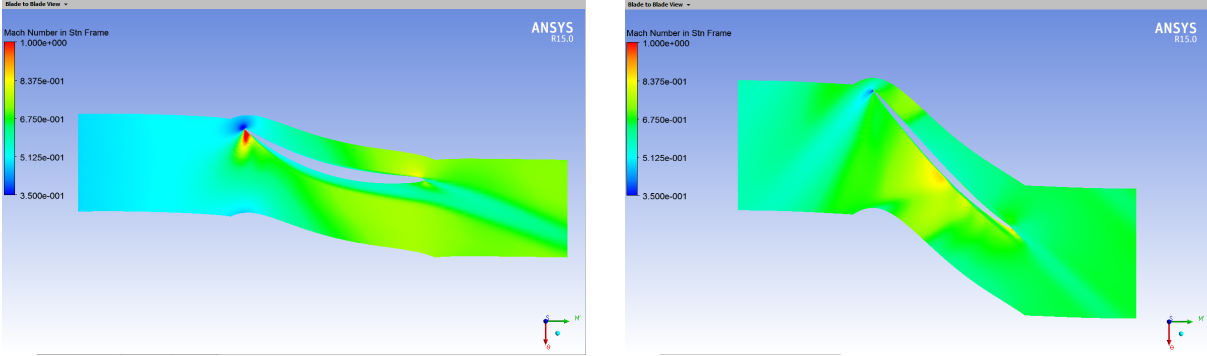 Blade to Blade View
Mach Number in Stn Frame
1.000e+000
8.375e-001
6.750e-001
5.125e-001
3.500e-001
ANSYS
R15.0
S
M'
θ
Blade to Blade View
Mach Number in Stn Frame
1.000e+000
8.375e-001
6.750e-001
5.125e-001
3.500e-001
ANSYS
R15.0
S
M'
θ